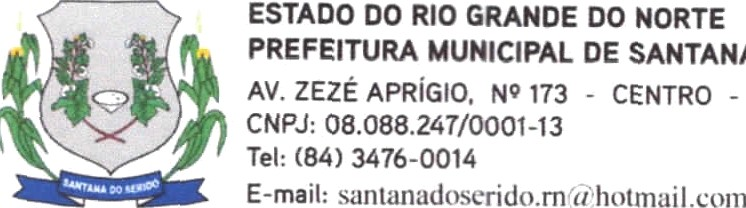 ESTADO DO RIO GRANDE DO NORTE
PREFEITURA MUNICIPAL DE SANTANA
AV. ZEZÉ APRÍGIO, Nº 173 - CENTRO -
CNPJ: 08.088.247/0001-13
Tel: (84) 3476-0014
E-mail: santanadoserido.rn@hotmail.com
SANTANA DO SERIDO